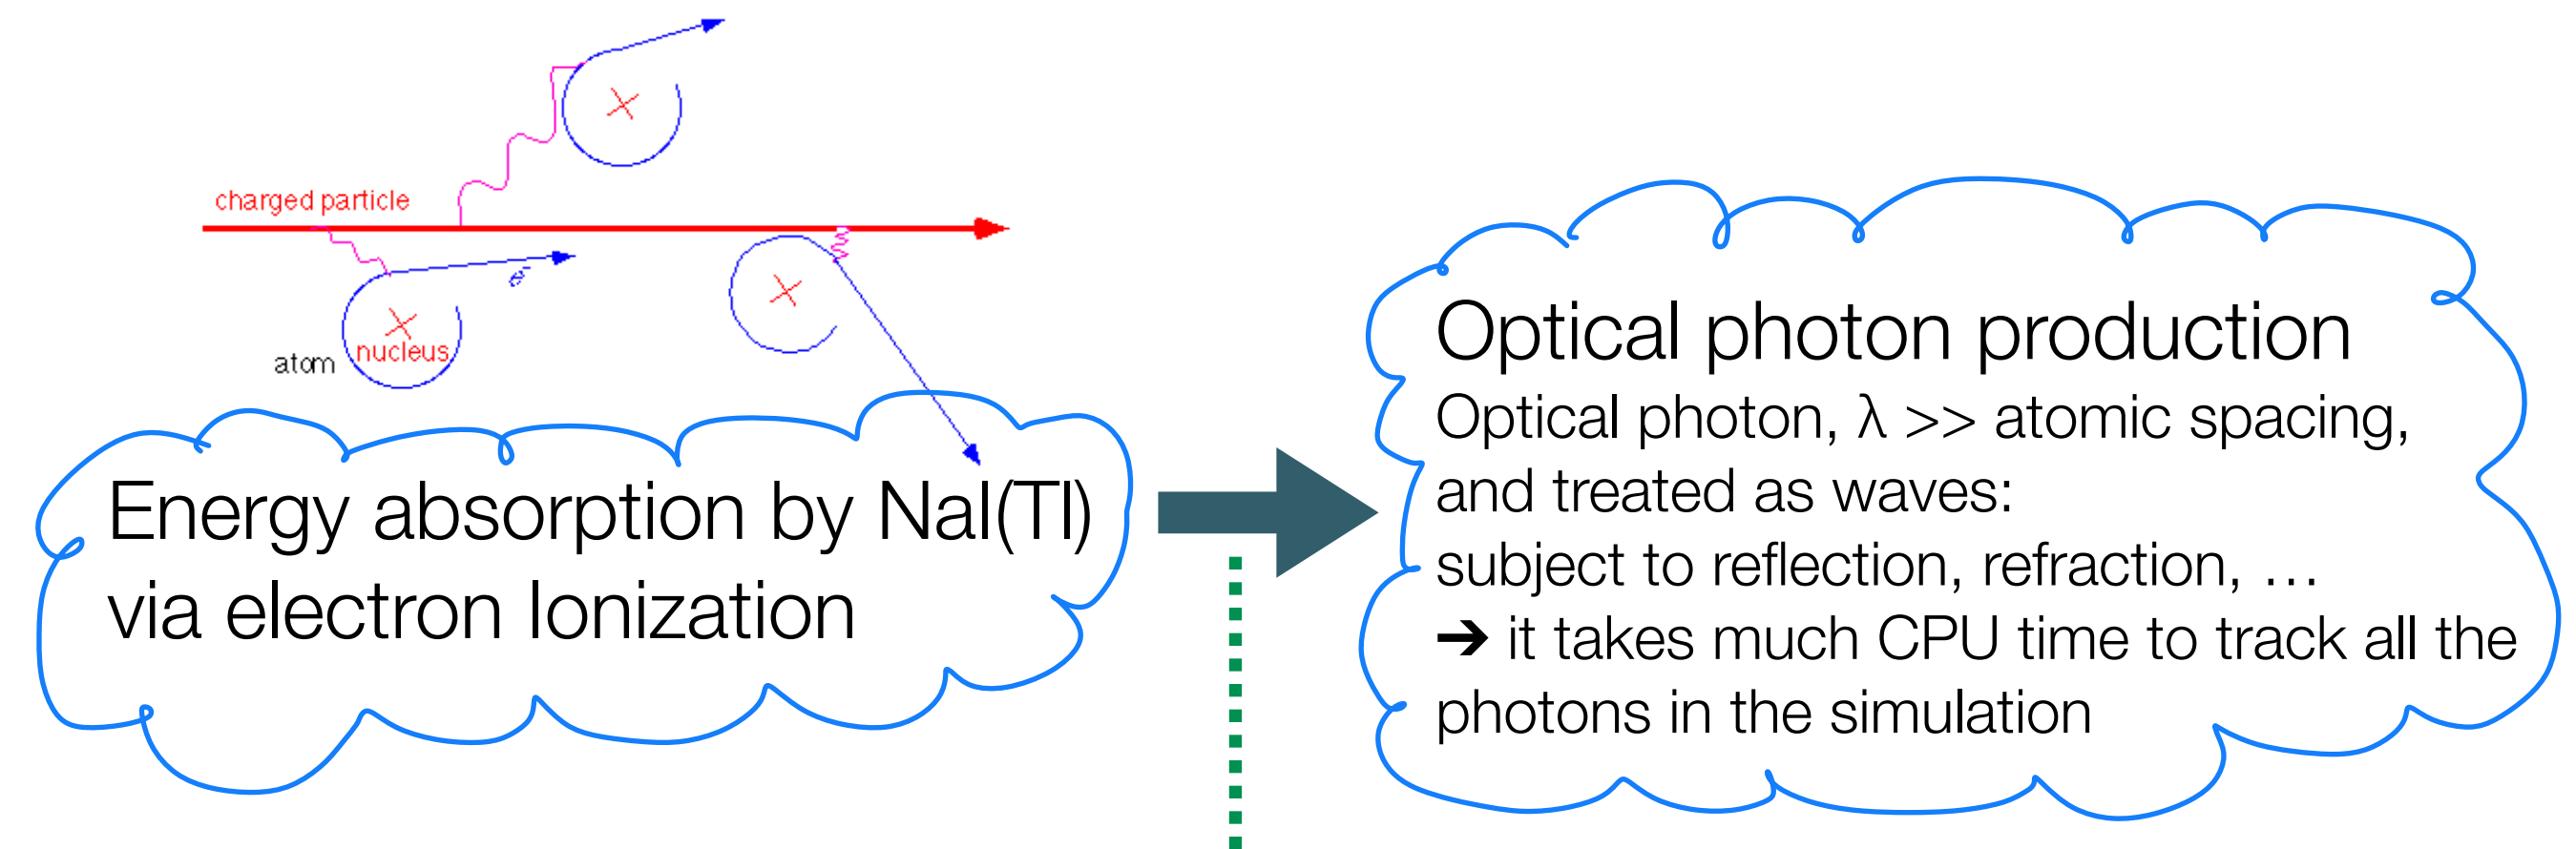 charged particle
e-
atom
nucleus
Energy absorption by NaI(Tl)
via electron Ionization
Optical photon production
Optical photon, λ >> atomic spacing,
and treated as waves:
subject to reflection, refraction, …
➔ it takes much CPU time to track all the
photons in the simulation